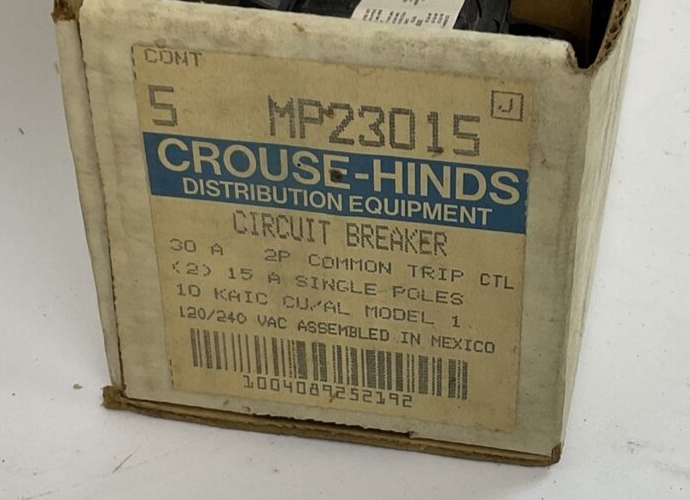 CONT
5 MP23015 J
CROUSE-HINDS
DISTRIBUTION EQUIPMENT
CIRCUIT BREAKER
30 A 2P COMMON TRIP CTL
(2) 15 A SINGLE POLES
10 KAIC CU/AL MODEL 1
120/240 VAC ASSEMBLED IN MEXICO
1004089252192